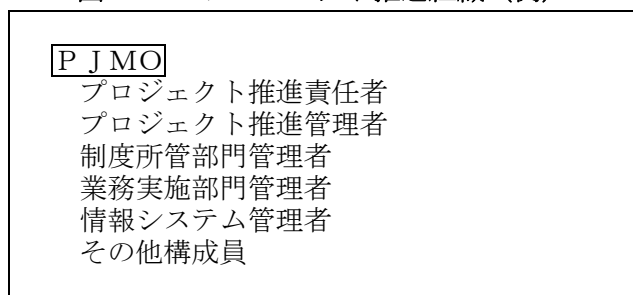 ＰＪＭＯ
プロジェクト推進責任者
プロジェクト推進管理者
制度所管部門管理者
業務実施部門管理者
情報システム管理者
その他構成員